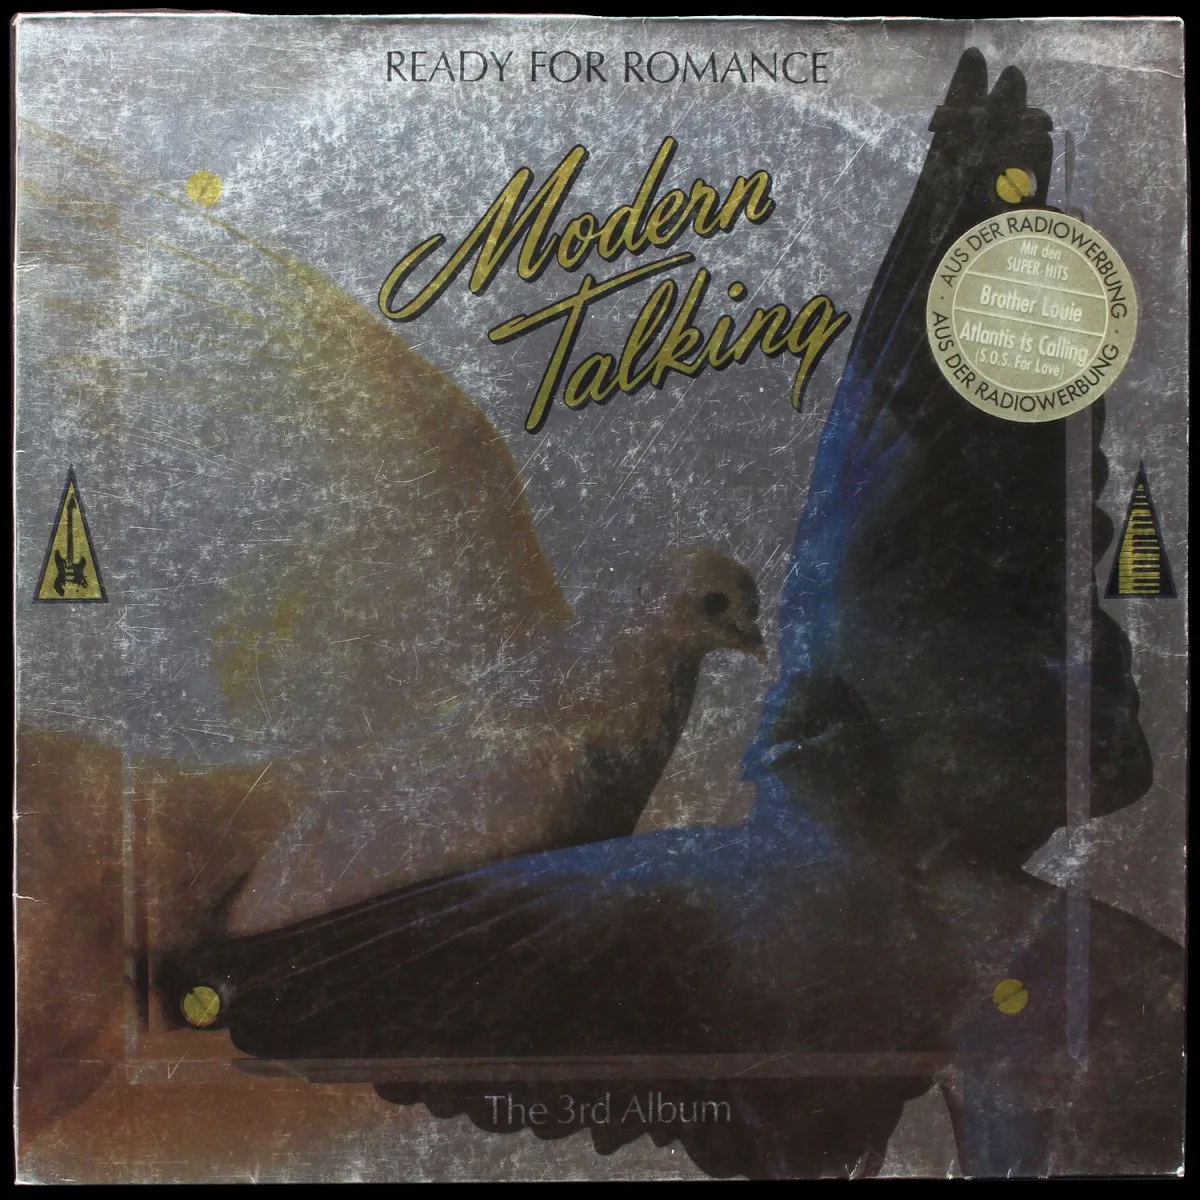 READY FOR ROMANCE
Modern
Talking
AUS DER RADIOWERBUNG
Mit den
SUPER-HITS
Brother Louie
Atlantis is Calling
(S.O.S. For Love)
AUS DER RADIOWERBUNG
The 3rd Album